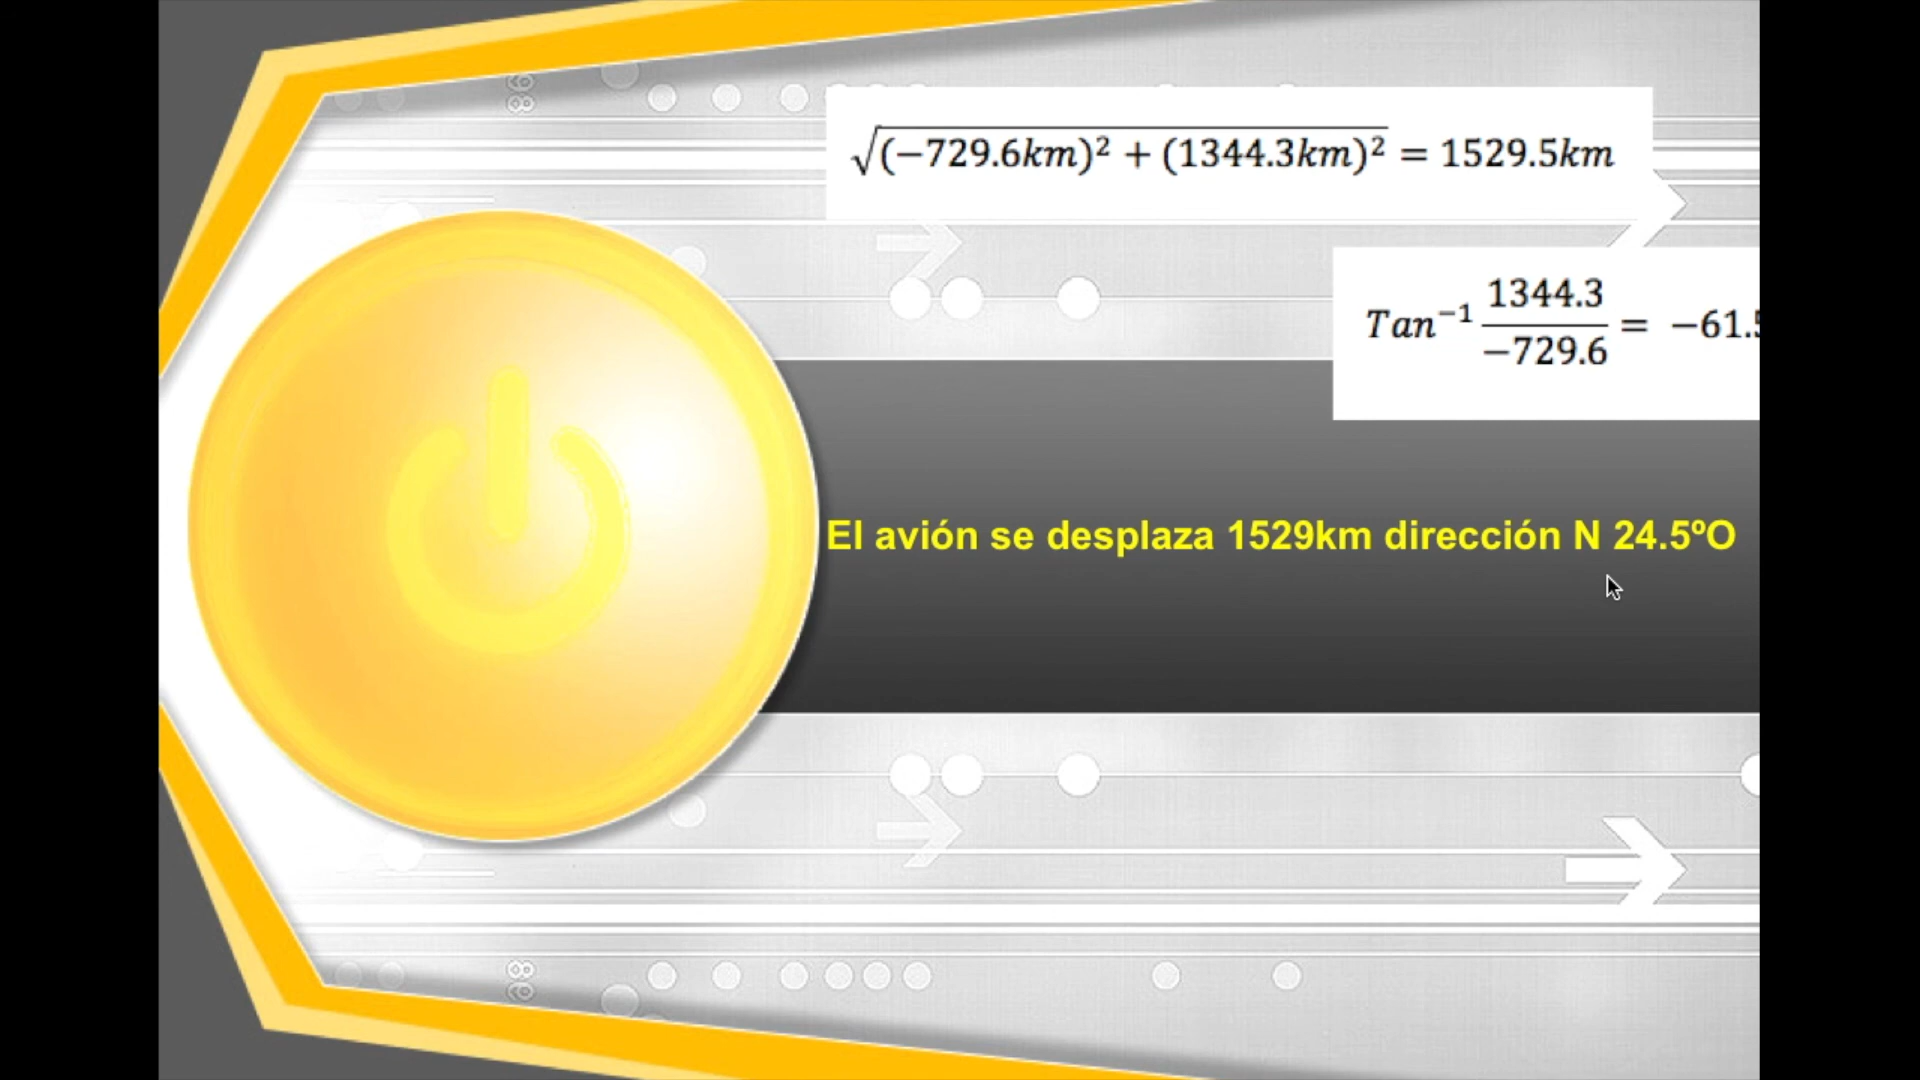 √(−729.6km)² + (1344.3km)² = 1529.5km
Tan⁻¹ 1344.3/−729.6 = −61.5
El avión se desplaza 1529km dirección N 24.5ºO